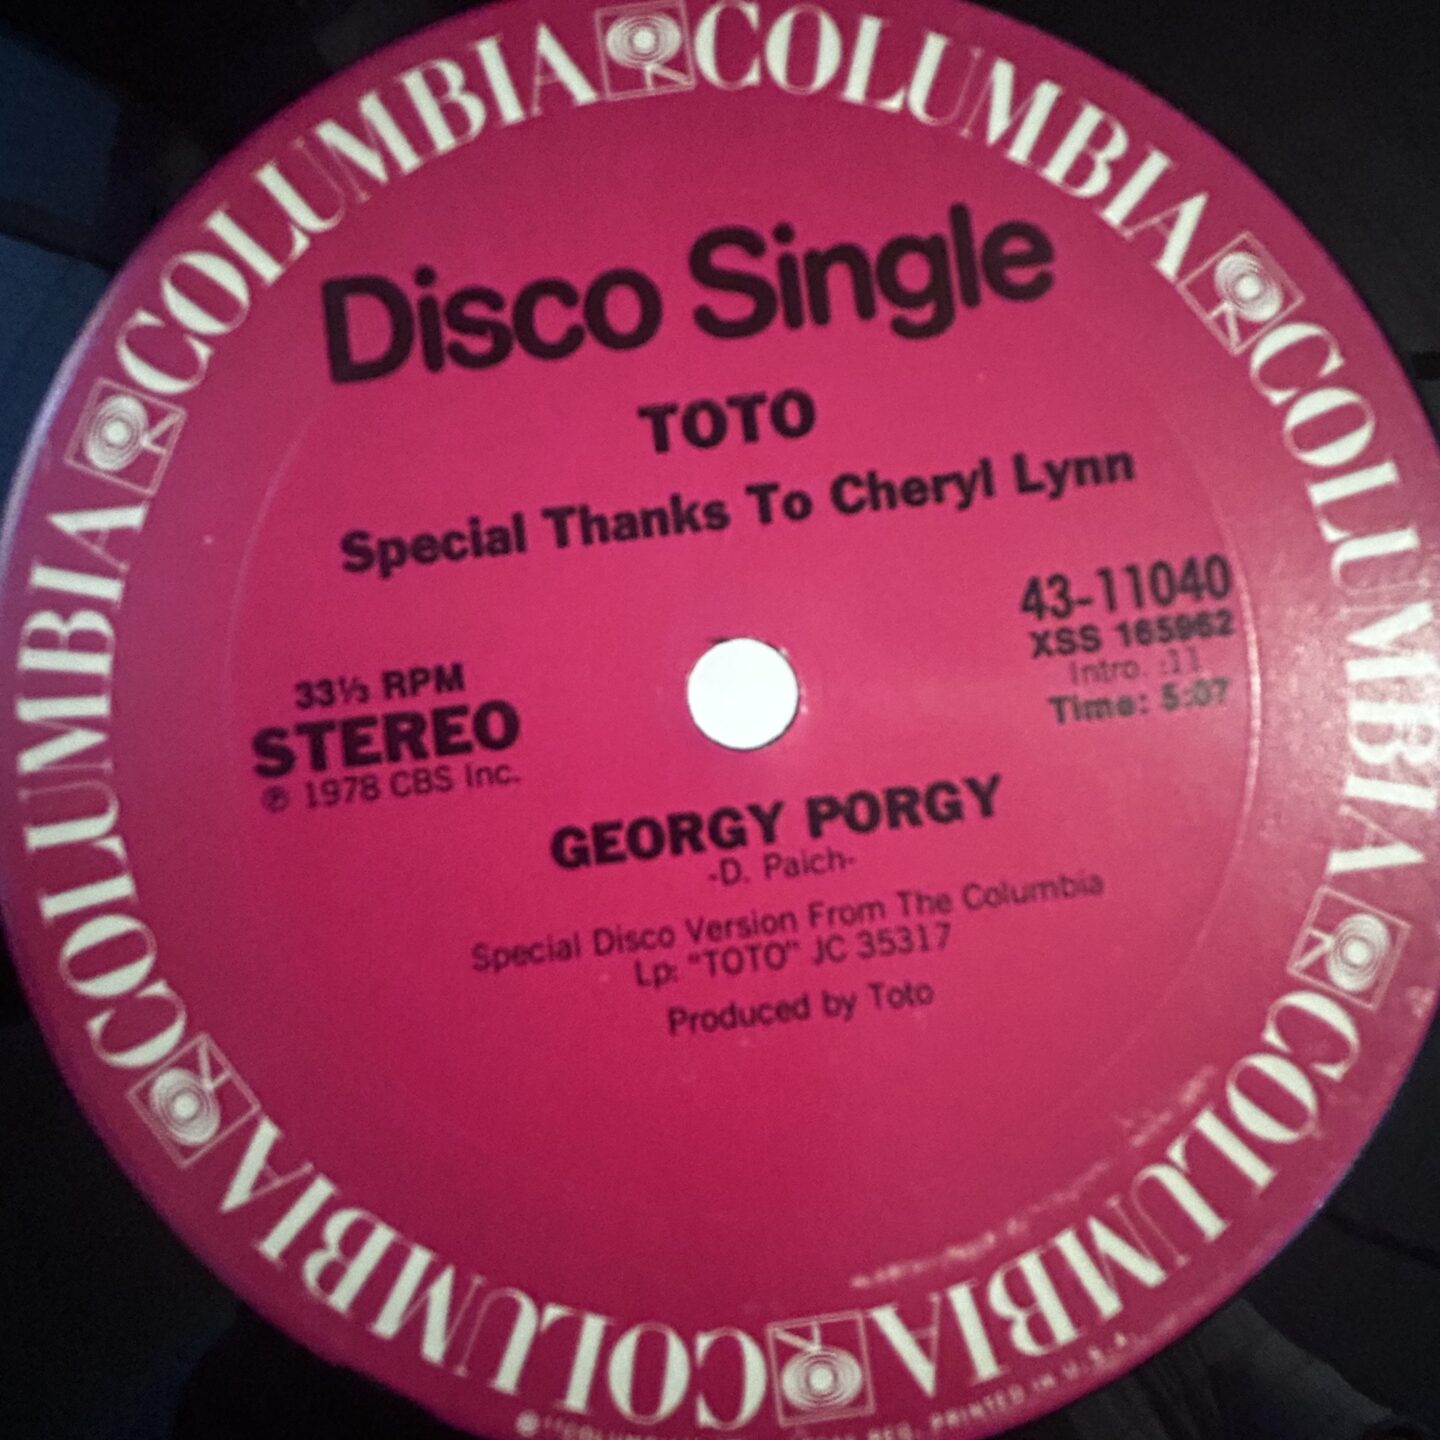 COLUMBIA COLUMBIA COLUMBIA COLUMBIA COLUMBIA COLUMBIA
Disco Single
TOTO
Special Thanks To Cheryl Lynn
43-11040
XSS 165962
Intro. :11
Time: 5:07
33⅓ RPM
STEREO
℗ 1978 CBS Inc.
GEORGY PORGY
-D. Paich-
Special Disco Version From The Columbia
Lp: "TOTO" JC 35317
Produced by Toto
PRINTED IN U.S.A.